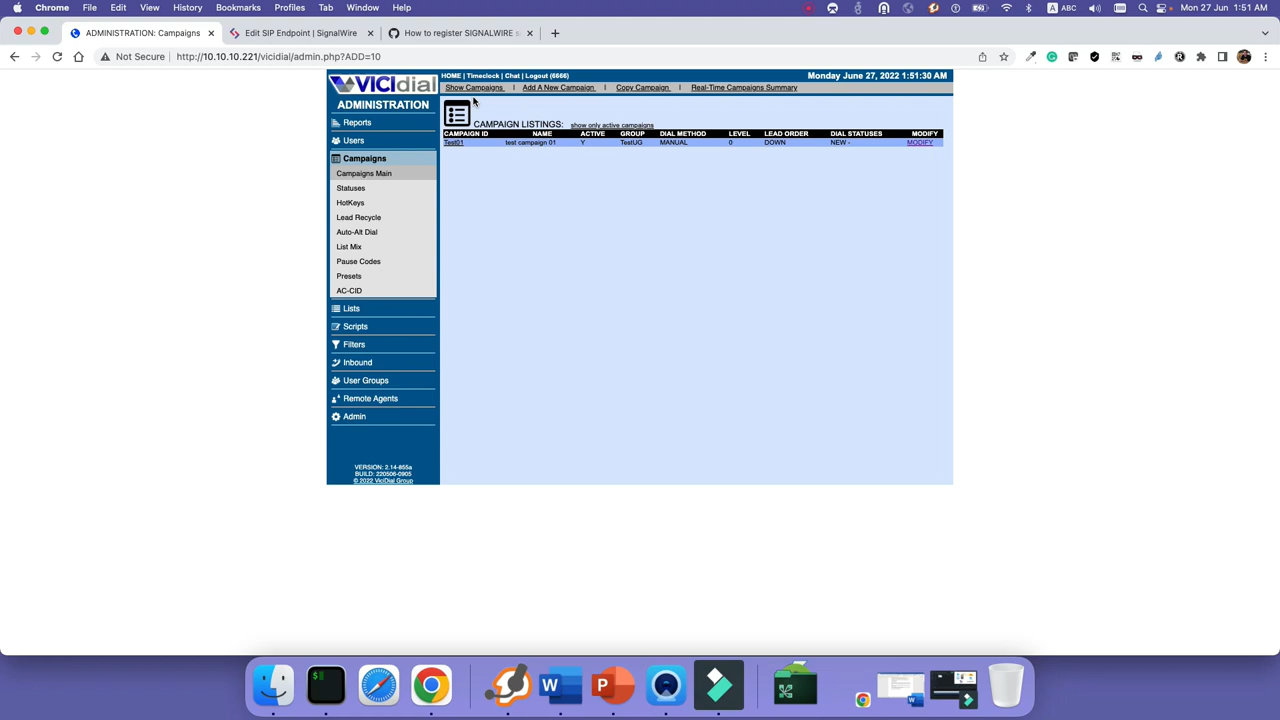 Chrome File Edit View History Bookmarks Profiles Tab Window Help ABC Mon 27 Jun 1:51 AM
ADMINISTRATION: Campaigns Edit SIP Endpoint | SignalWire How to register SIGNALWIRE s
Not Secure http://10.10.10.221/vicidial/admin.php?ADD=10
VICIdial HOME | Timeclock | Chat | Logout (6666) Monday June 27, 2022 1:51:30 AM
Show Campaigns | Add A New Campaign | Copy Campaign | Real-Time Campaigns Summary
ADMINISTRATION
Reports
Users
Campaigns
Campaigns Main
Statuses
HotKeys
Lead Recycle
Auto-Alt Dial
List Mix
Pause Codes
Presets
AC-CID
Lists
Scripts
Filters
Inbound
User Groups
Remote Agents
Admin
VERSION: 2.14-855a
BUILD: 220506-0905
© 2022 ViciDial Group
CAMPAIGN LISTINGS: show only active campaigns
CAMPAIGN ID NAME ACTIVE GROUP DIAL METHOD LEVEL LEAD ORDER DIAL STATUSES MODIFY
Test01 test campaign 01 Y TestUG MANUAL 0 DOWN NEW - MODIFY
$
W
P